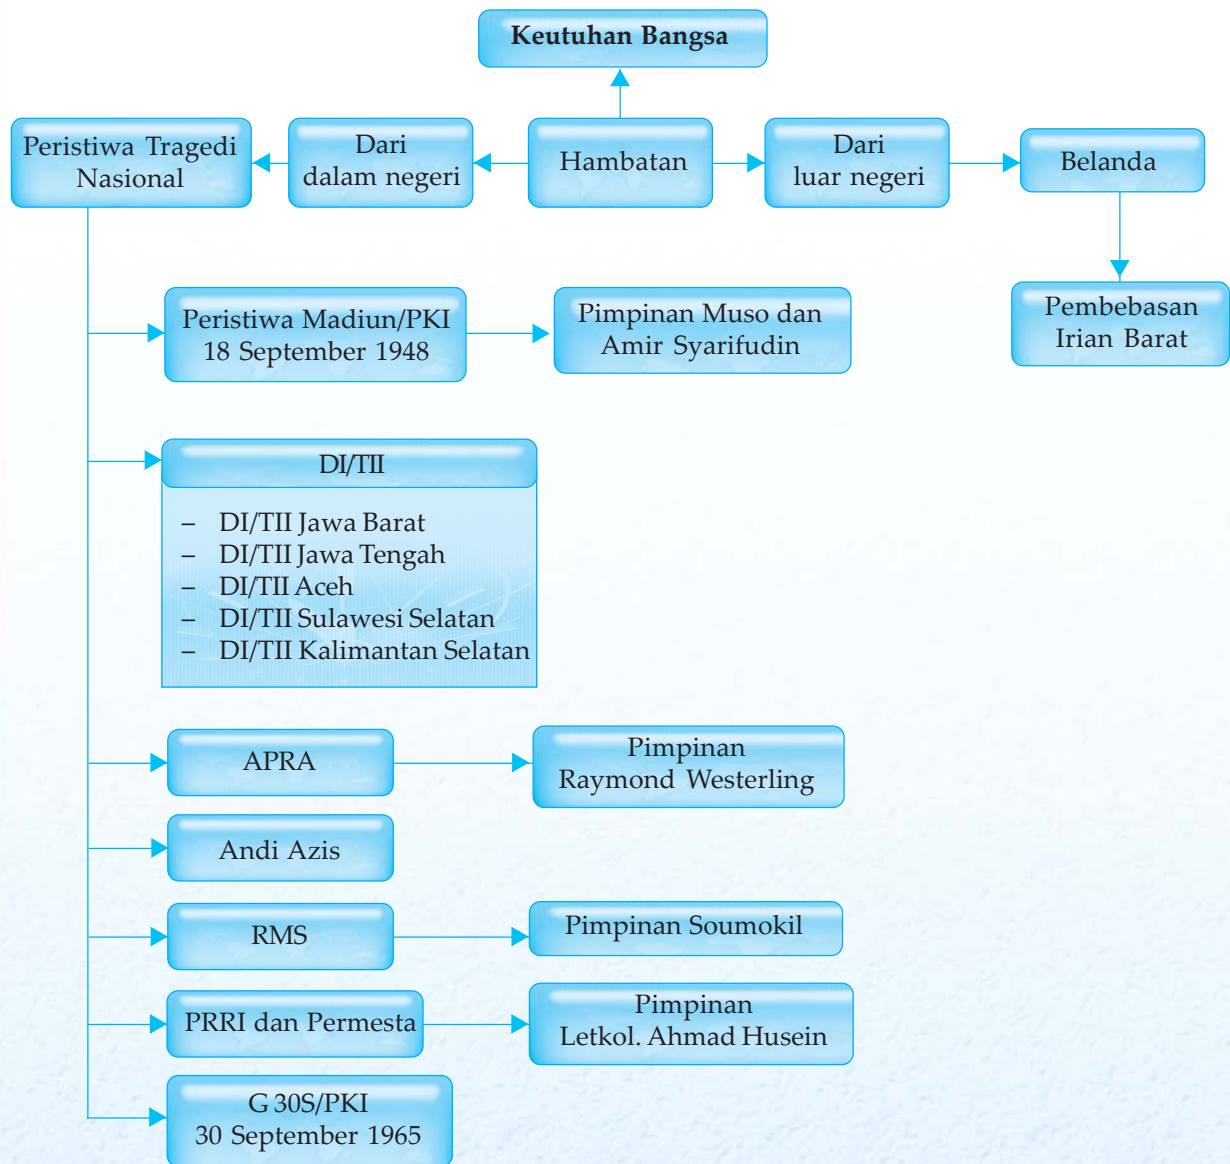 Keutuhan Bangsa
Peristiwa Tragedi
Nasional
Dari
dalam negeri
Hambatan
Dari
luar negeri
Belanda
Peristiwa Madiun/PKI
18 September 1948
Pimpinan Muso dan
Amir Syarifudin
Pembebasan
Irian Barat
DI/TII
– DI/TII Jawa Barat
– DI/TII Jawa Tengah
– DI/TII Aceh
– DI/TII Sulawesi Selatan
– DI/TII Kalimantan Selatan
APRA
Pimpinan
Raymond Westerling
Andi Azis
RMS
Pimpinan Soumokil
PRRI dan Permesta
Pimpinan
Letkol. Ahmad Husein
G 30S/PKI
30 September 1965